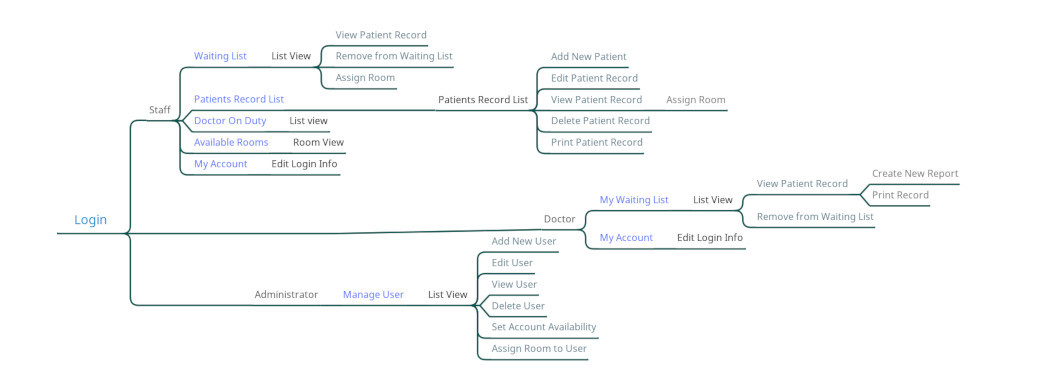 Login
Staff
Waiting List
List View
View Patient Record
Remove from Waiting List
Assign Room
Patients Record List
Patients Record List
Add New Patient
Edit Patient Record
View Patient Record
Assign Room
Delete Patient Record
Print Patient Record
Doctor On Duty
List view
Available Rooms
Room View
My Account
Edit Login Info
Doctor
My Waiting List
List View
View Patient Record
Create New Report
Print Record
Remove from Waiting List
My Account
Edit Login Info
Administrator
Manage User
List View
Add New User
Edit User
View User
Delete User
Set Account Availability
Assign Room to User